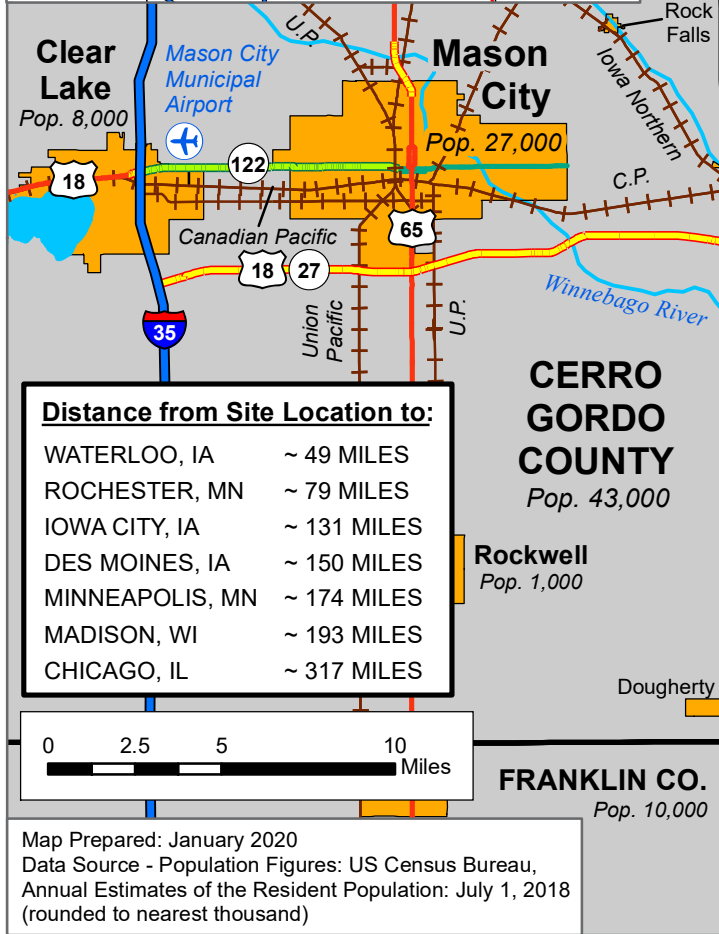 U.P.
Rock
Falls
Clear
Lake
Pop. 8,000
Mason City
Municipal
Airport
Mason
City
Pop. 27,000
Iowa Northern
122
18
C.P.
Canadian Pacific
65
18
27
Winnebago River
35
Union
Pacific
U.P.
CERRO
GORDO
COUNTY
Pop. 43,000
Distance from Site Location to:
WATERLOO, IA ~ 49 MILES
ROCHESTER, MN ~ 79 MILES
IOWA CITY, IA ~ 131 MILES
DES MOINES, IA ~ 150 MILES
MINNEAPOLIS, MN ~ 174 MILES
MADISON, WI ~ 193 MILES
CHICAGO, IL ~ 317 MILES
Rockwell
Pop. 1,000
Dougherty
0 2.5 5 10
Miles
FRANKLIN CO.
Pop. 10,000
Map Prepared: January 2020
Data Source - Population Figures: US Census Bureau,
Annual Estimates of the Resident Population: July 1, 2018
(rounded to nearest thousand)